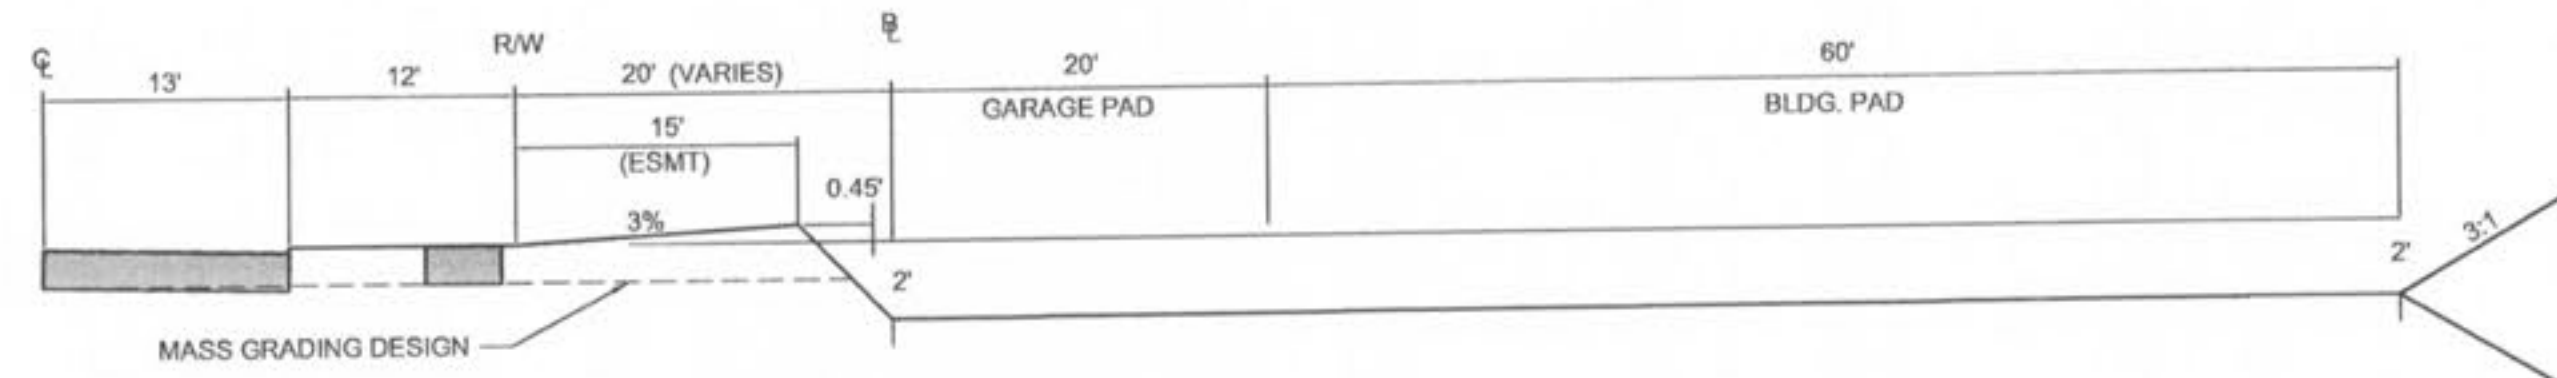 ℄
13'
12'
R/W
20' (VARIES)
BL
20'
60'
GARAGE PAD
BLDG. PAD
15'
(ESMT)
0.45'
3%
2'
2'
3:1
MASS GRADING DESIGN